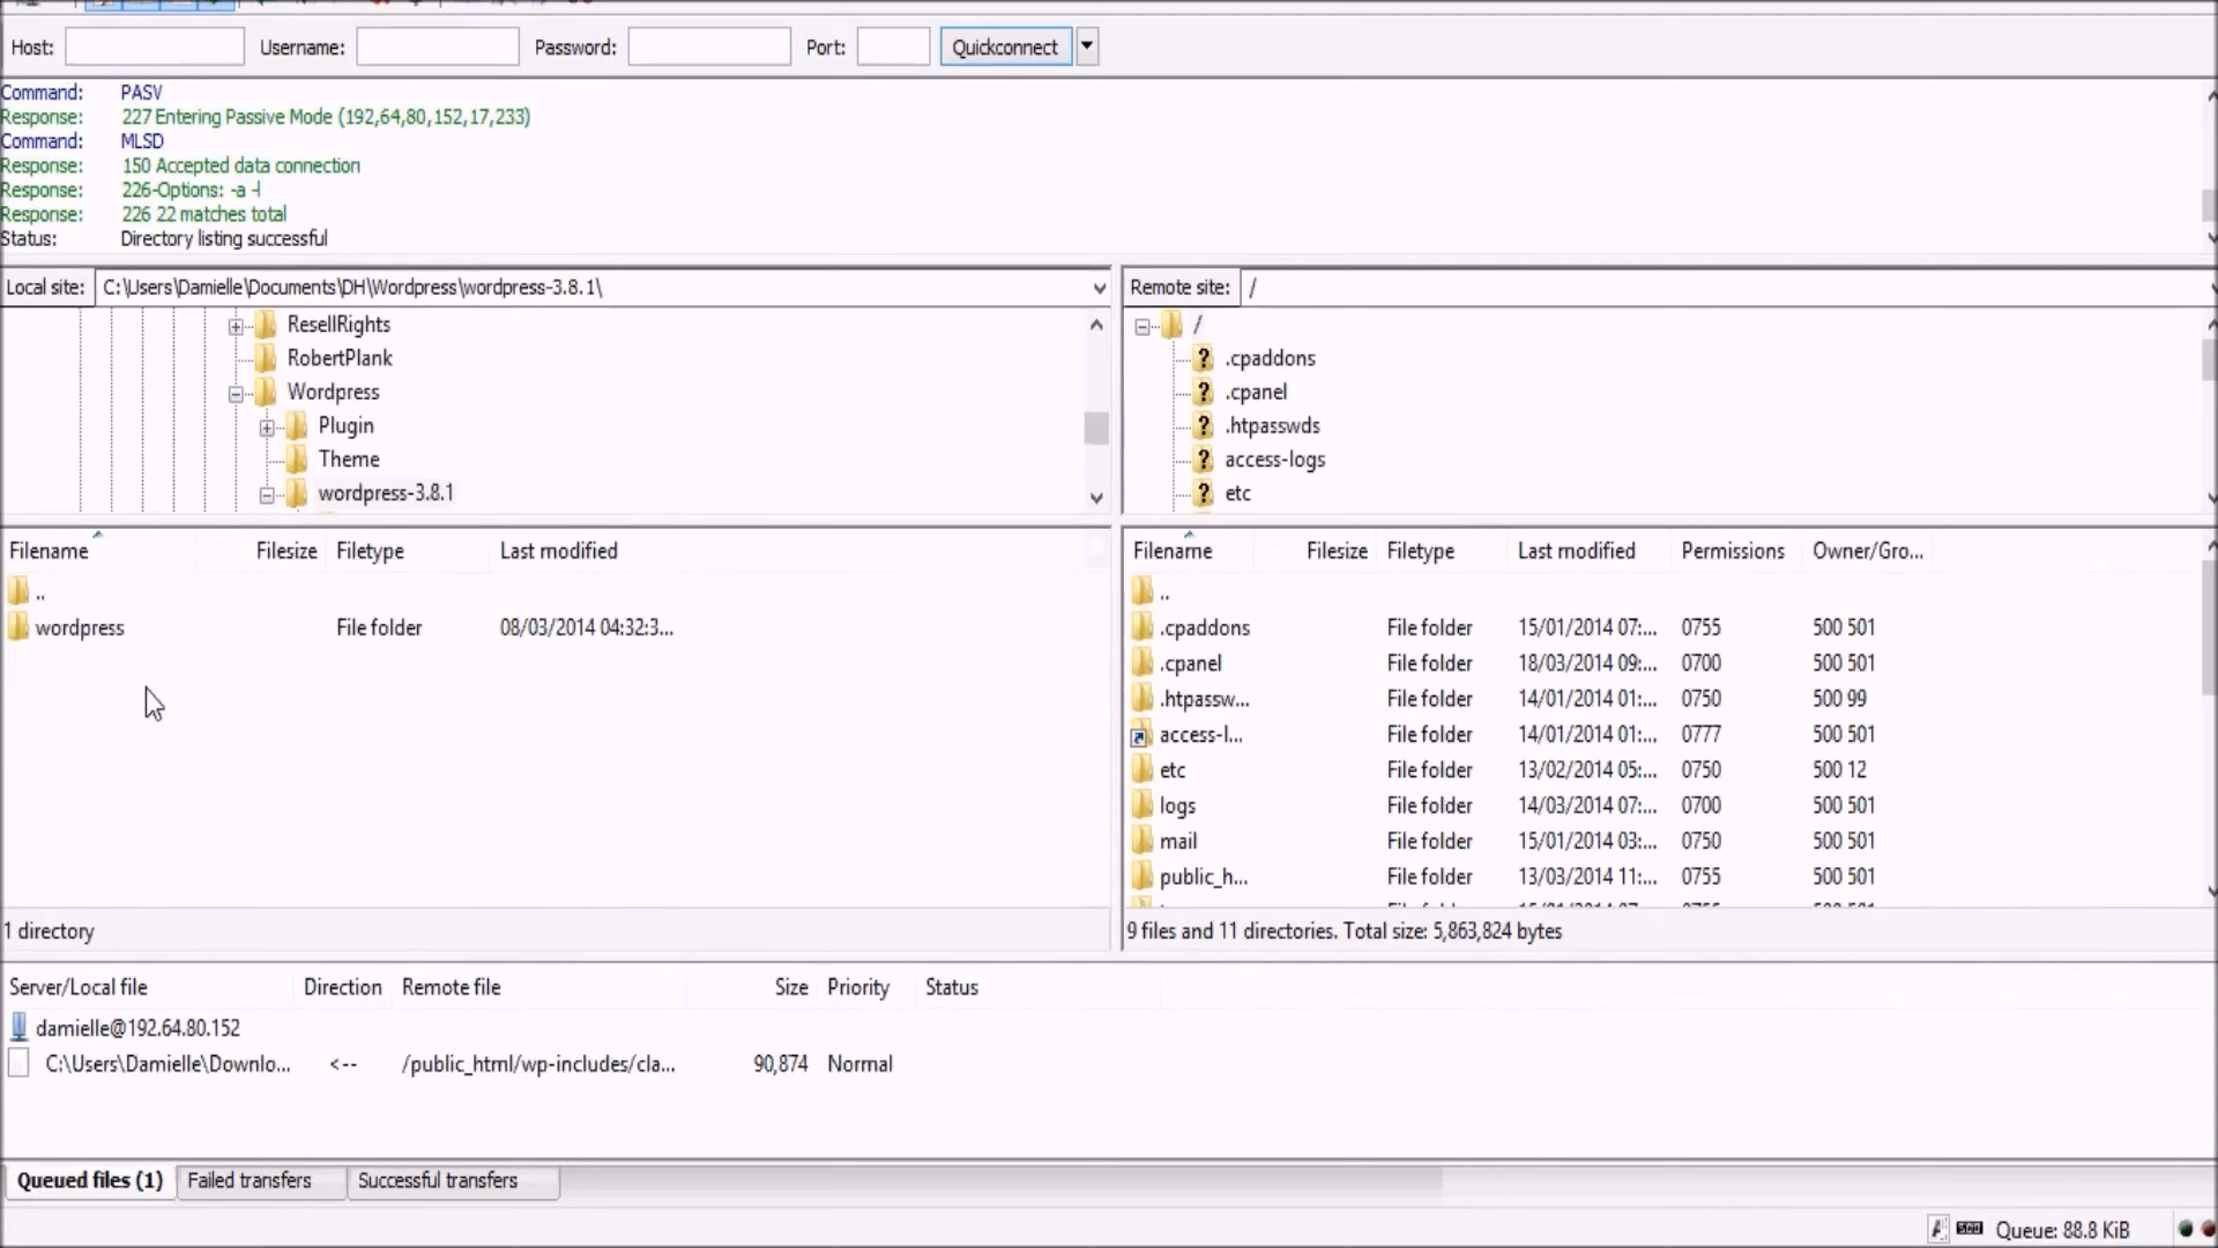 Host: Username: Password: Port: Quickconnect
Command: PASV
Response: 227 Entering Passive Mode (192,64,80,152,17,233)
Command: MLSD
Response: 150 Accepted data connection
Response: 226-Options: -a -l
Response: 226 22 matches total
Status: Directory listing successful
Local site: C:\Users\Damielle\Documents\DH\Wordpress\wordpress-3.8.1\
ResellRights
RobertPlank
Wordpress
Plugin
Theme
wordpress-3.8.1
Remote site: /
/
.cpaddons
.cpanel
.htpasswds
access-logs
etc
Filename Filesize Filetype Last modified
..
wordpress File folder 08/03/2014 04:32:3...
1 directory
Filename Filesize Filetype Last modified Permissions Owner/Gro...
..
.cpaddons File folder 15/01/2014 07:... 0755 500 501
.cpanel File folder 18/03/2014 09:... 0700 500 501
.htpassw... File folder 14/01/2014 01:... 0750 500 99
access-l... File folder 14/01/2014 01:... 0777 500 501
etc File folder 13/02/2014 05:... 0750 500 12
logs File folder 14/03/2014 07:... 0700 500 501
mail File folder 15/01/2014 03:... 0750 500 501
public_h... File folder 13/03/2014 11:... 0755 500 501
9 files and 11 directories. Total size: 5,863,824 bytes
Server/Local file Direction Remote file Size Priority Status
damielle@192.64.80.152
C:\Users\Damielle\Downlo... <-- /public_html/wp-includes/cla... 90,874 Normal
Queued files (1) Failed transfers Successful transfers
Queue: 88.8 KiB